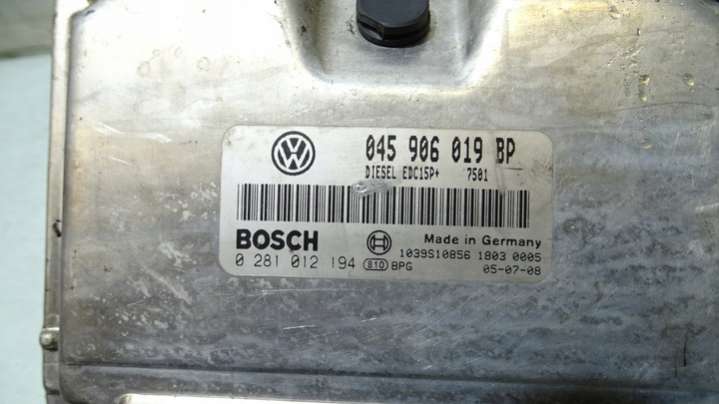 045 906 019 BP
DIESEL EDC15P+ 7501
BOSCH
Made in Germany
1039S10856 1803 0005
0 281 012 194 810 BPG
05-07-08